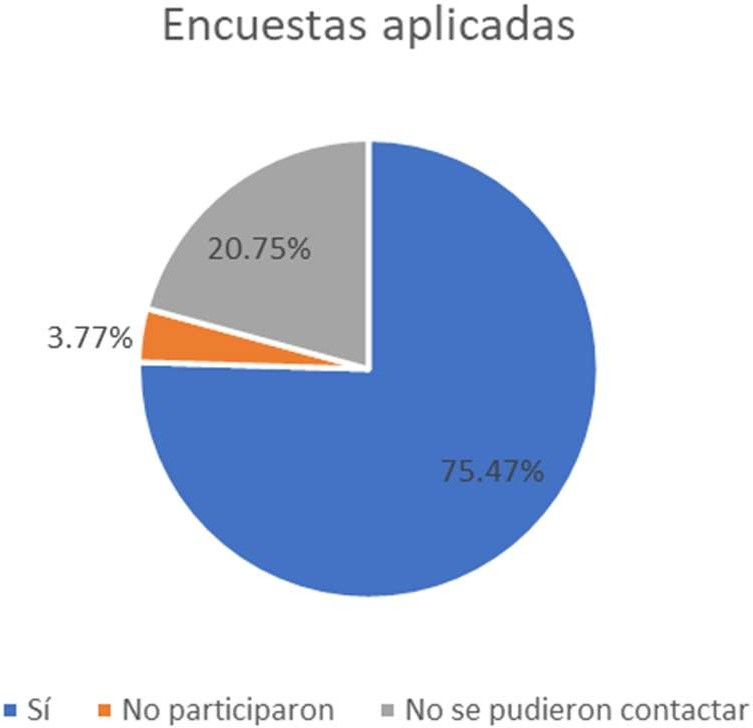 Encuestas aplicadas
20.75%
3.77%
75.47%
Sí No participaron No se pudieron contactar